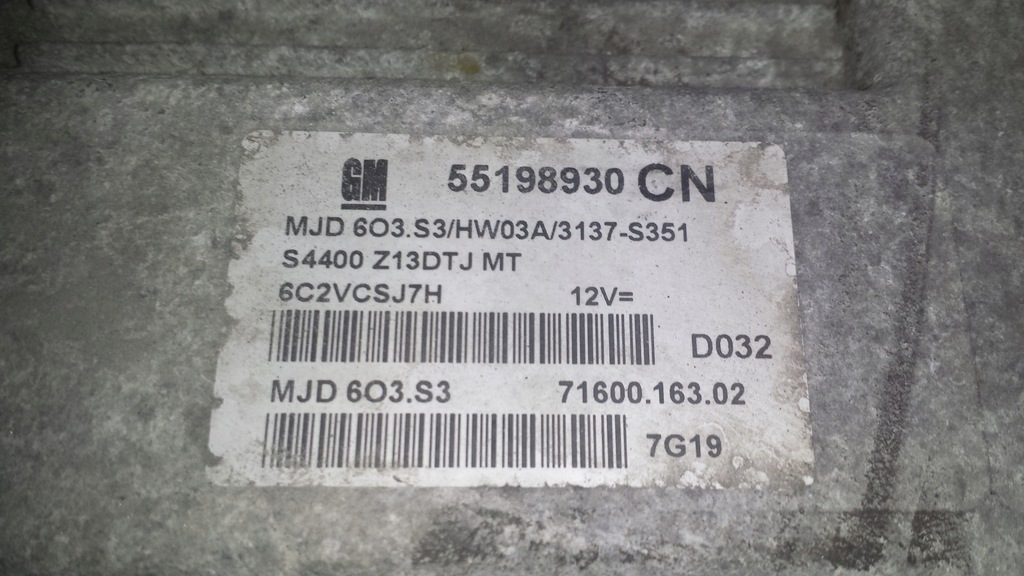 GM 55198930 CN
MJD 6O3.S3/HW03A/3137-S351
S4400 Z13DTJ MT
6C2VCSJ7H 12V=
D032
MJD 6O3.S3 71600.163.02
7G19